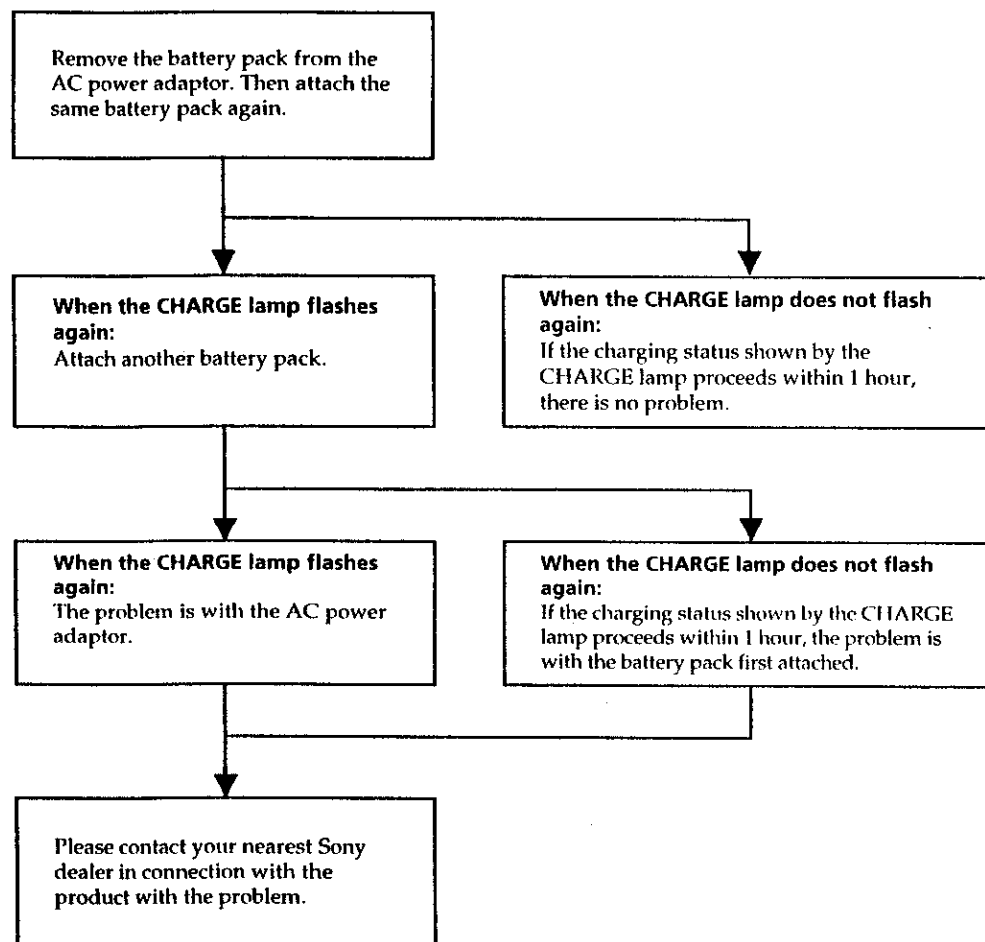 Remove the battery pack from the
AC power adaptor. Then attach the
same battery pack again.
When the CHARGE lamp flashes
again:
Attach another battery pack.
When the CHARGE lamp does not flash
again:
If the charging status shown by the
CHARGE lamp proceeds within 1 hour,
there is no problem.
When the CHARGE lamp flashes
again:
The problem is with the AC power
adaptor.
When the CHARGE lamp does not flash
again:
If the charging status shown by the CHARGE
lamp proceeds within 1 hour, the problem is
with the battery pack first attached.
Please contact your nearest Sony
dealer in connection with the
product with the problem.